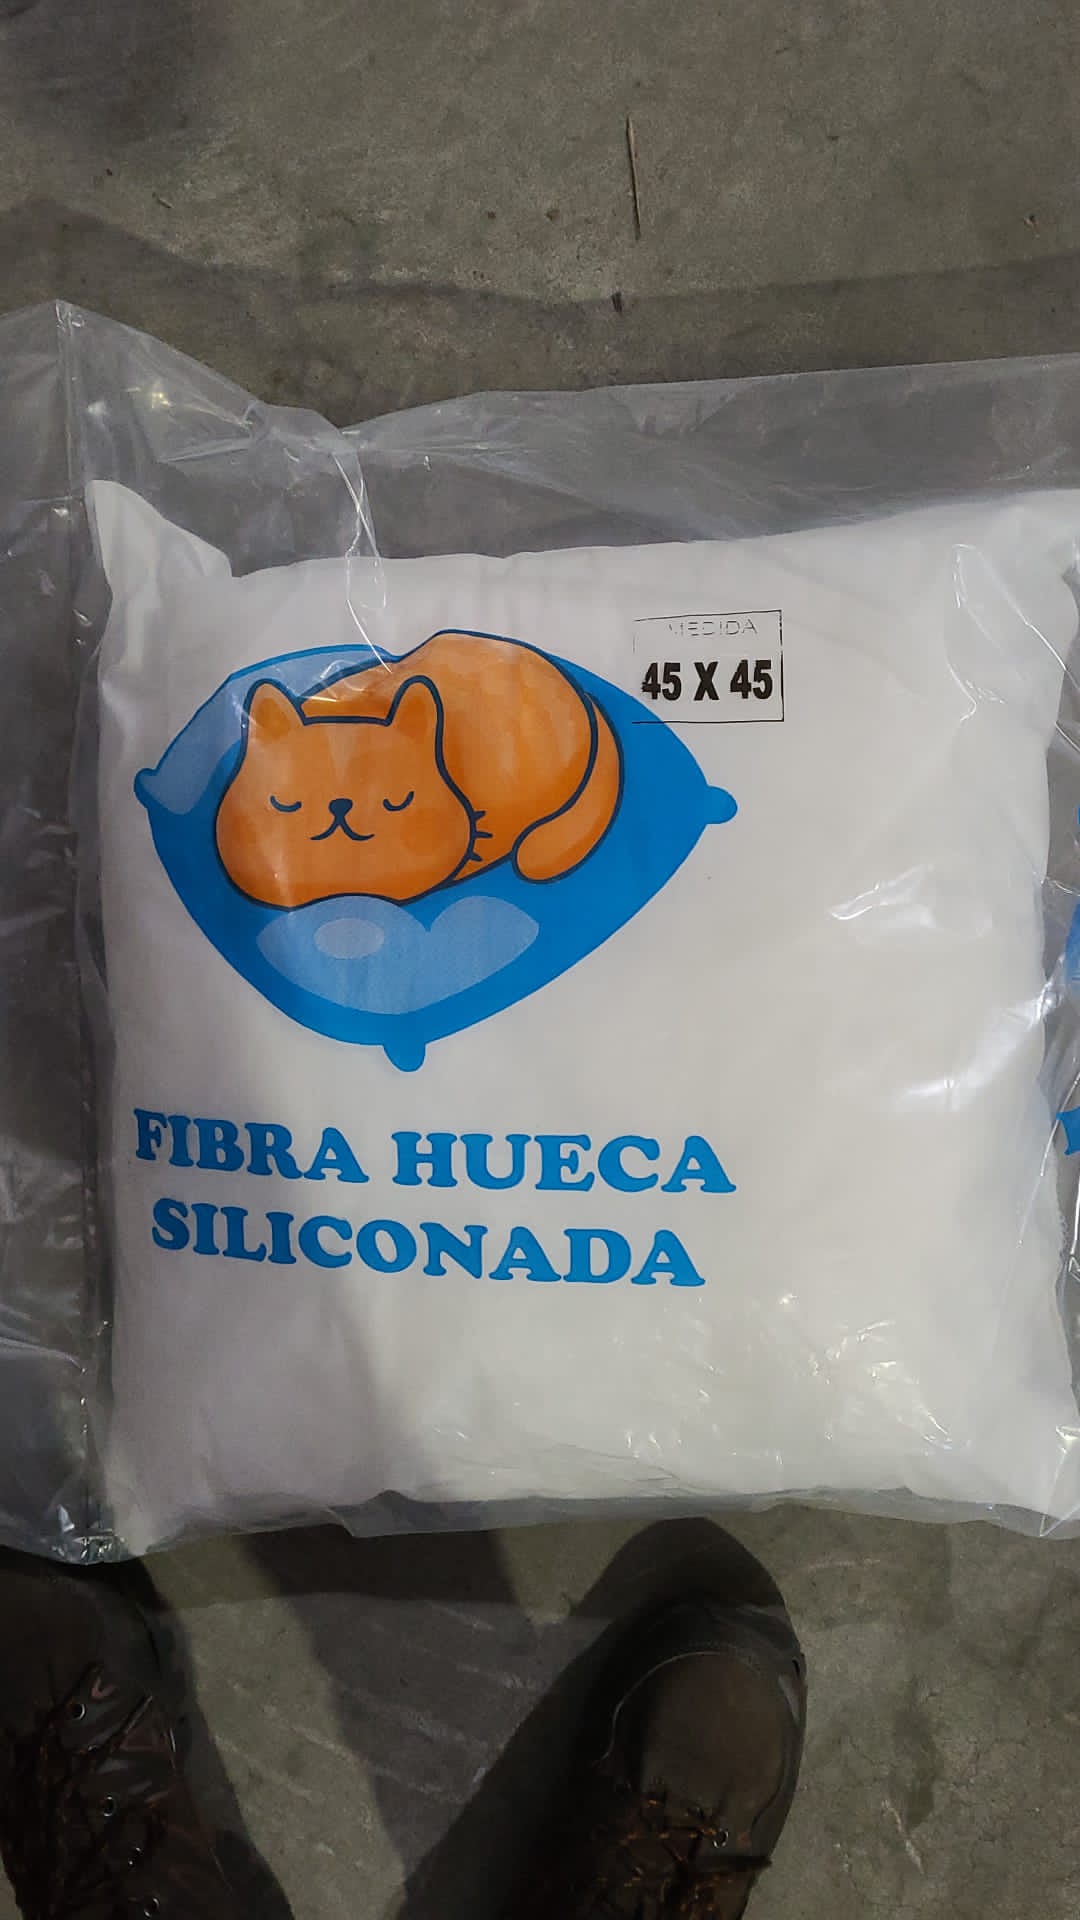 MEDIDA
45 X 45
FIBRA HUECA
SILICONADA